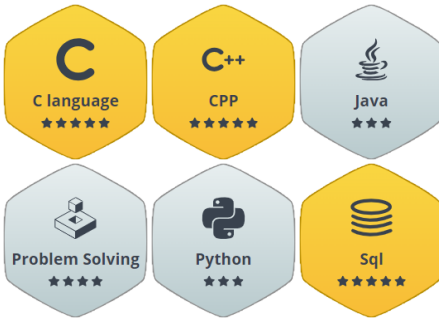 C++
C language
CPP
Java
Problem Solving
Python
Sql